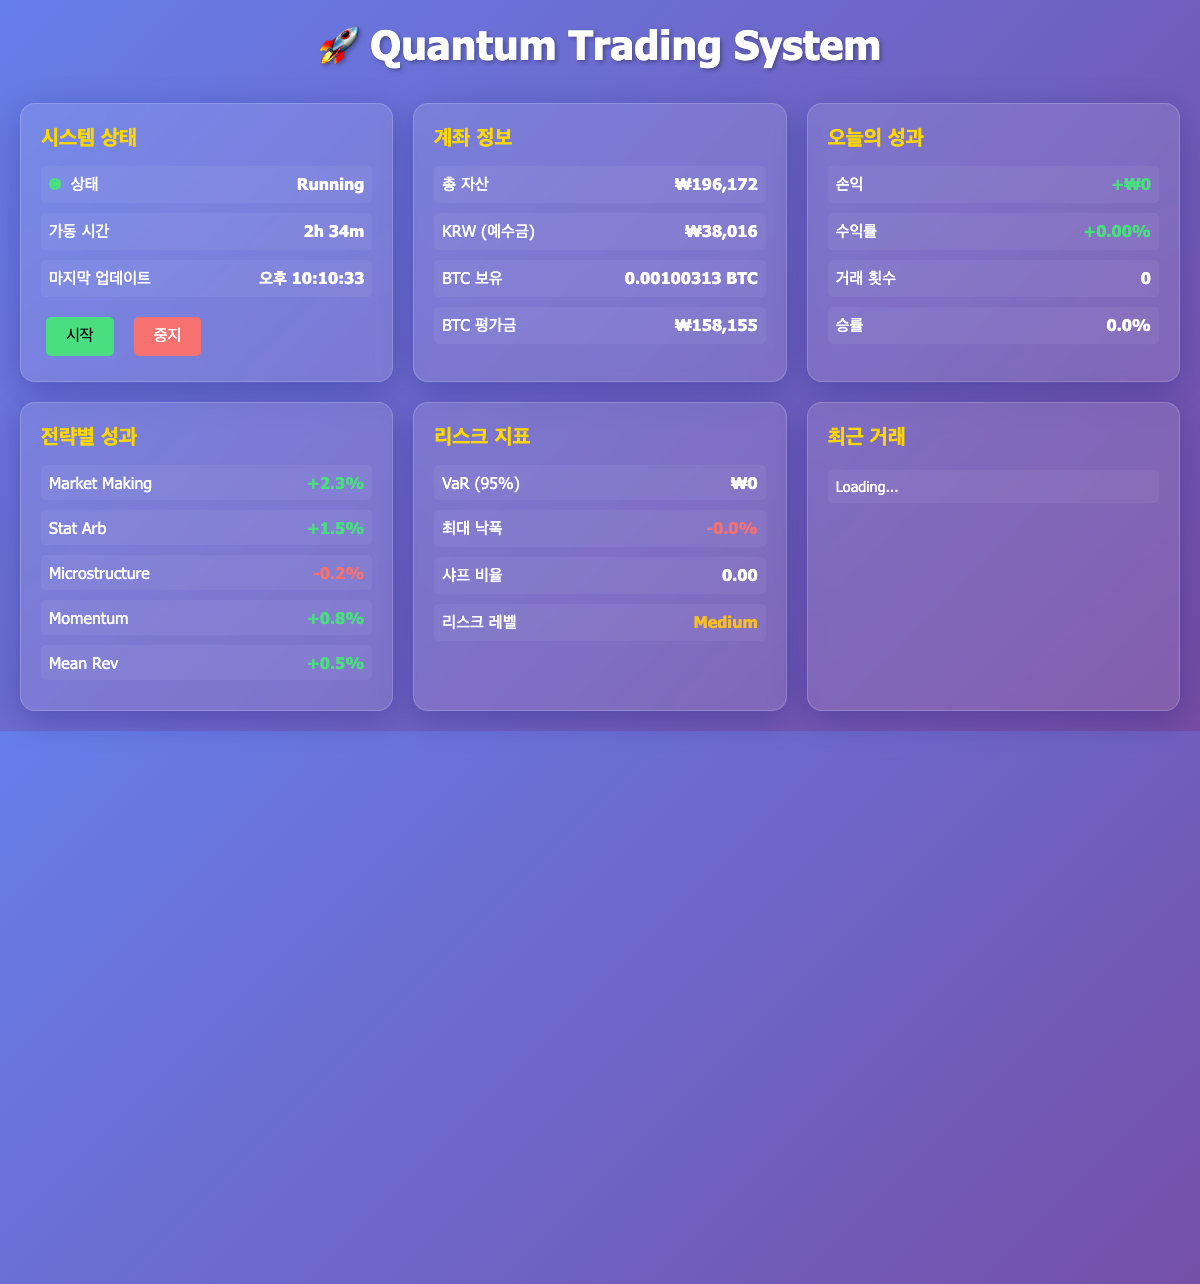 🚀 Quantum Trading System
시스템 상태
상태 Running
가동 시간 2h 34m
마지막 업데이트 오후 10:10:33
시작 중지
계좌 정보
총 자산 ₩196,172
KRW (예수금) ₩38,016
BTC 보유 0.00100313 BTC
BTC 평가금 ₩158,155
오늘의 성과
손익 +₩0
수익률 +0.00%
거래 횟수 0
승률 0.0%
전략별 성과
Market Making +2.3%
Stat Arb +1.5%
Microstructure -0.2%
Momentum +0.8%
Mean Rev +0.5%
리스크 지표
VaR (95%) ₩0
최대 낙폭 -0.0%
샤프 비율 0.00
리스크 레벨 Medium
최근 거래
Loading...